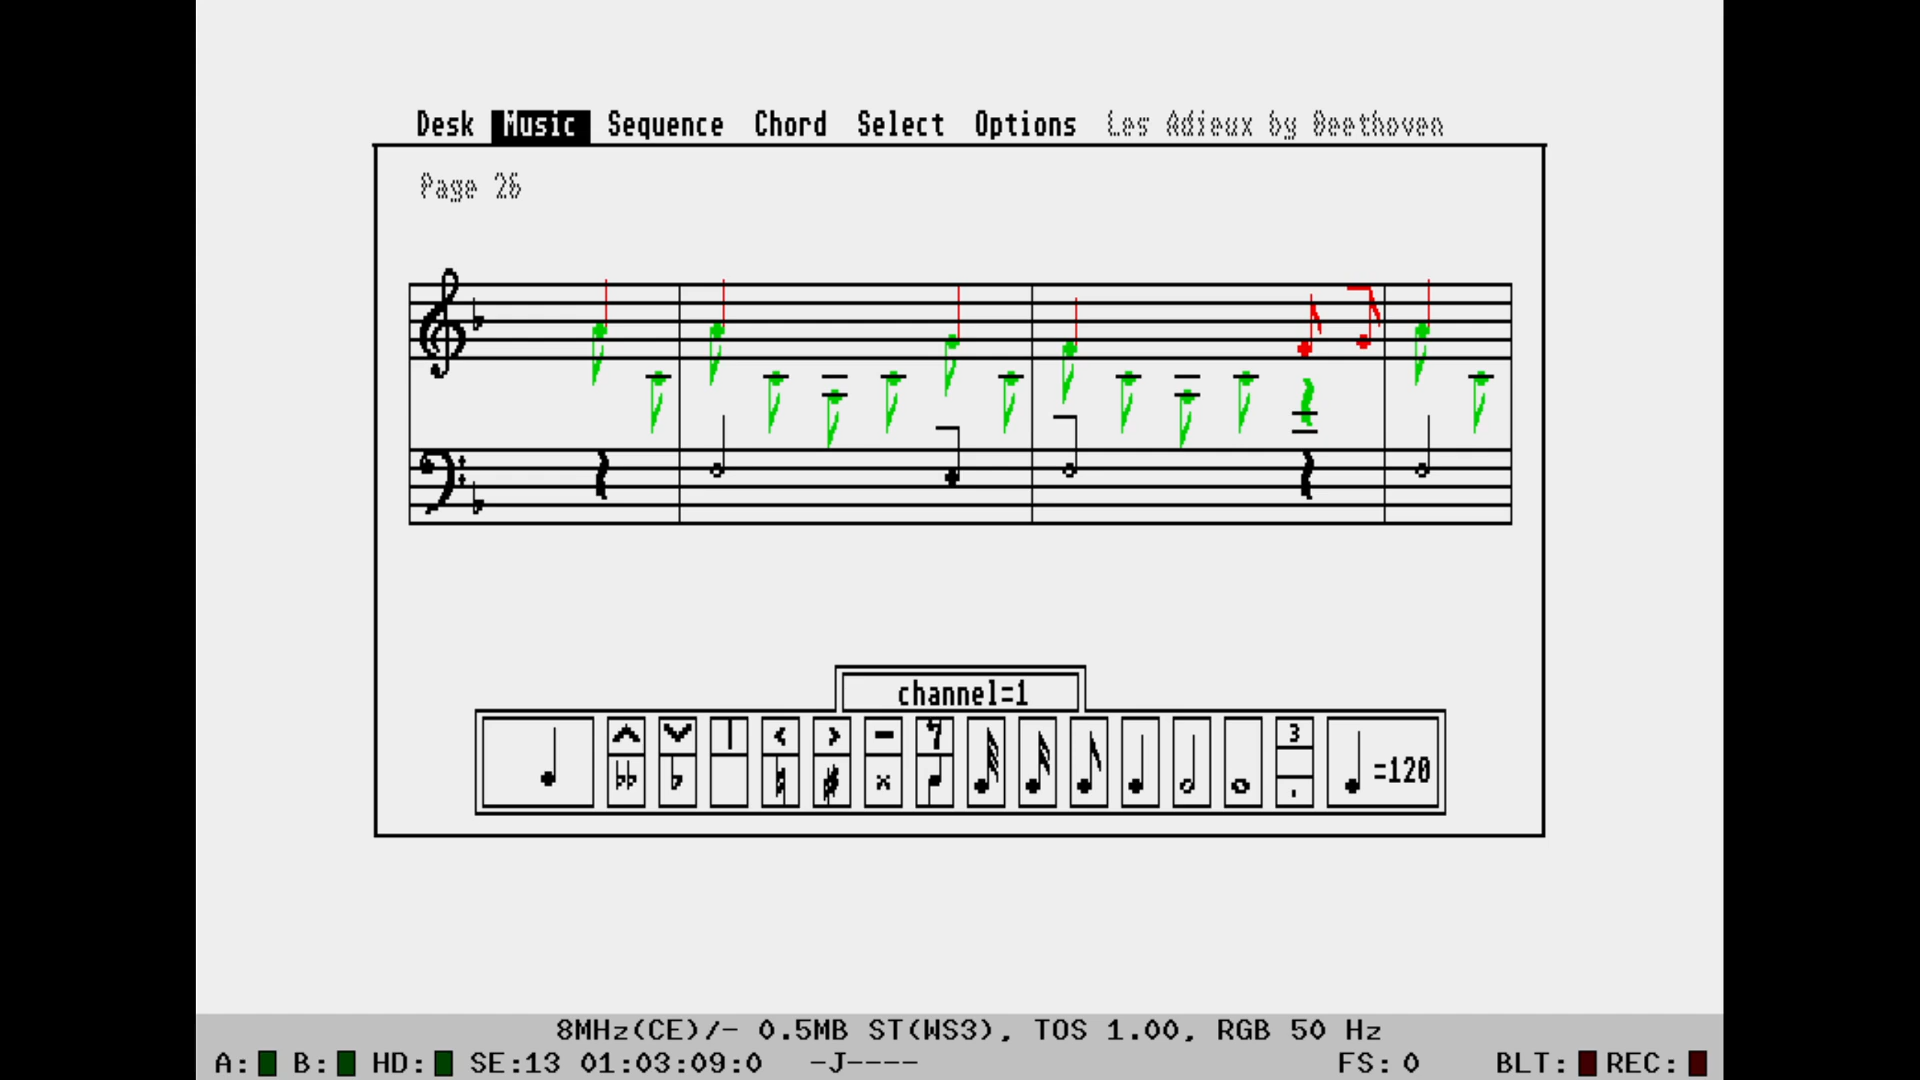 Desk Music Sequence Chord Select Options Les Adieux by Beethoven
Page 26
channel=1
3
=120
8MHz(CE)/- 0.5MB ST(WS3), TOS 1.00, RGB 50 Hz
A: B: HD: SE:13 01:03:09:0 -J---- FS: 0 BLT: REC: